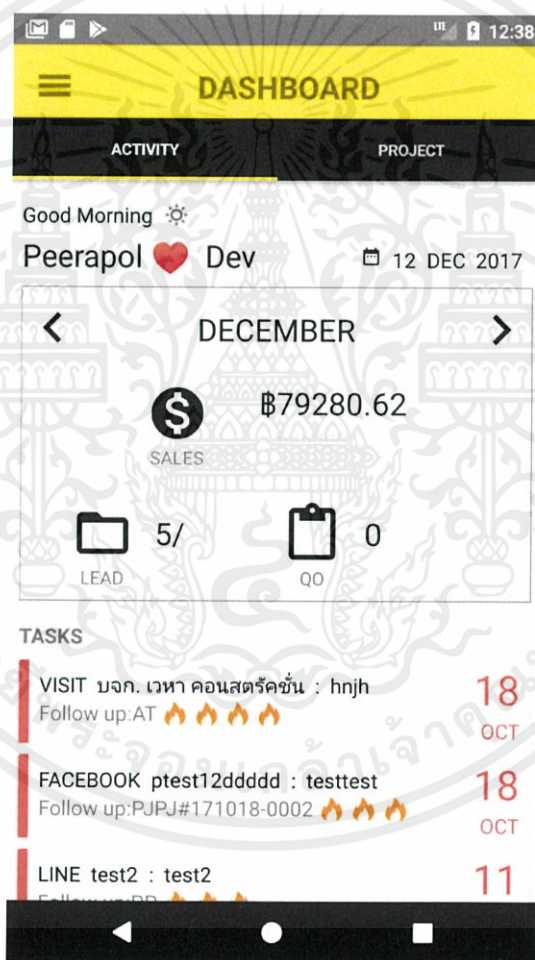 LTE 12:38
DASHBOARD
ACTIVITY PROJECT
Good Morning
Peerapol ❤ Dev 12 DEC 2017
DECEMBER
฿79280.62
SALES
5/ 0
LEAD QO
TASKS
VISIT บจก. เวหา คอนสตรัคชั่น : hnjh 18
Follow up:AT 🔥🔥🔥🔥 OCT
FACEBOOK ptest12ddddd : testtest 18
Follow up:PJPJ#171018-0002 🔥🔥🔥 OCT
LINE test2 : test2 11